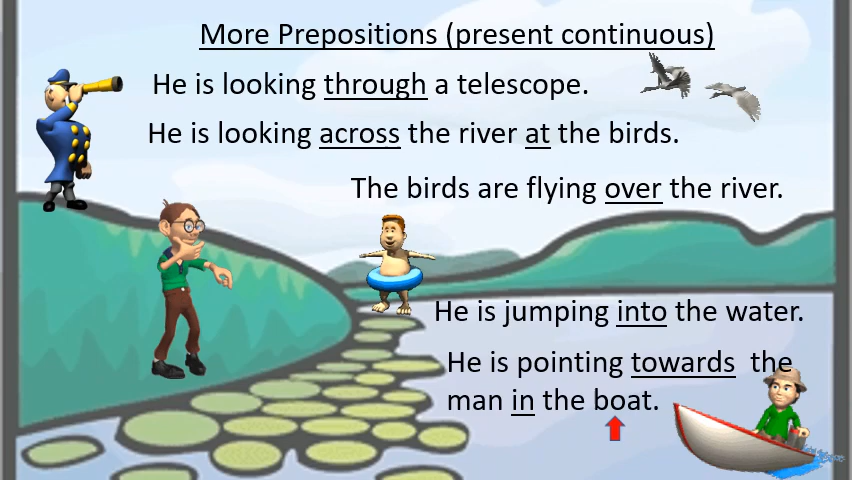 More Prepositions (present continuous)
He is looking through a telescope.
He is looking across the river at the birds.
The birds are flying over the river.
He is jumping into the water.
He is pointing towards the
man in the boat.